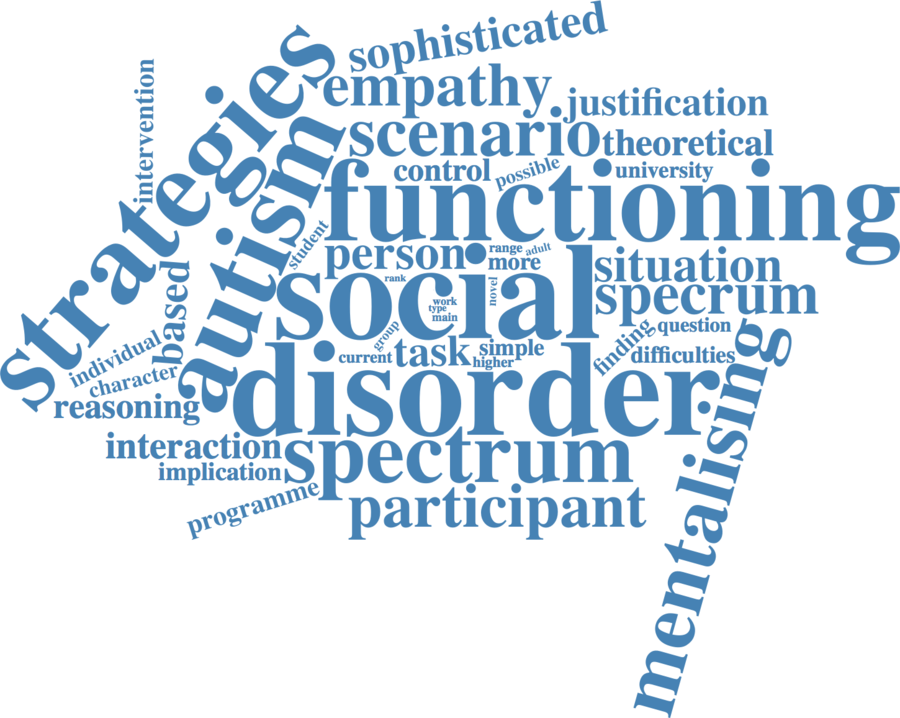 sophisticated
strategies
empathy
intervention
justification
scenario
autism
theoretical
control
possible
university
functioning
student
person
range
adult
more
social
situation
based
rank
novel
specrum
work
type
main
group
question
finding
individual
current
task
simple
higher
difficulties
character
disorder
reasoning
mentalising
interaction
spectrum
implication
programme
participant